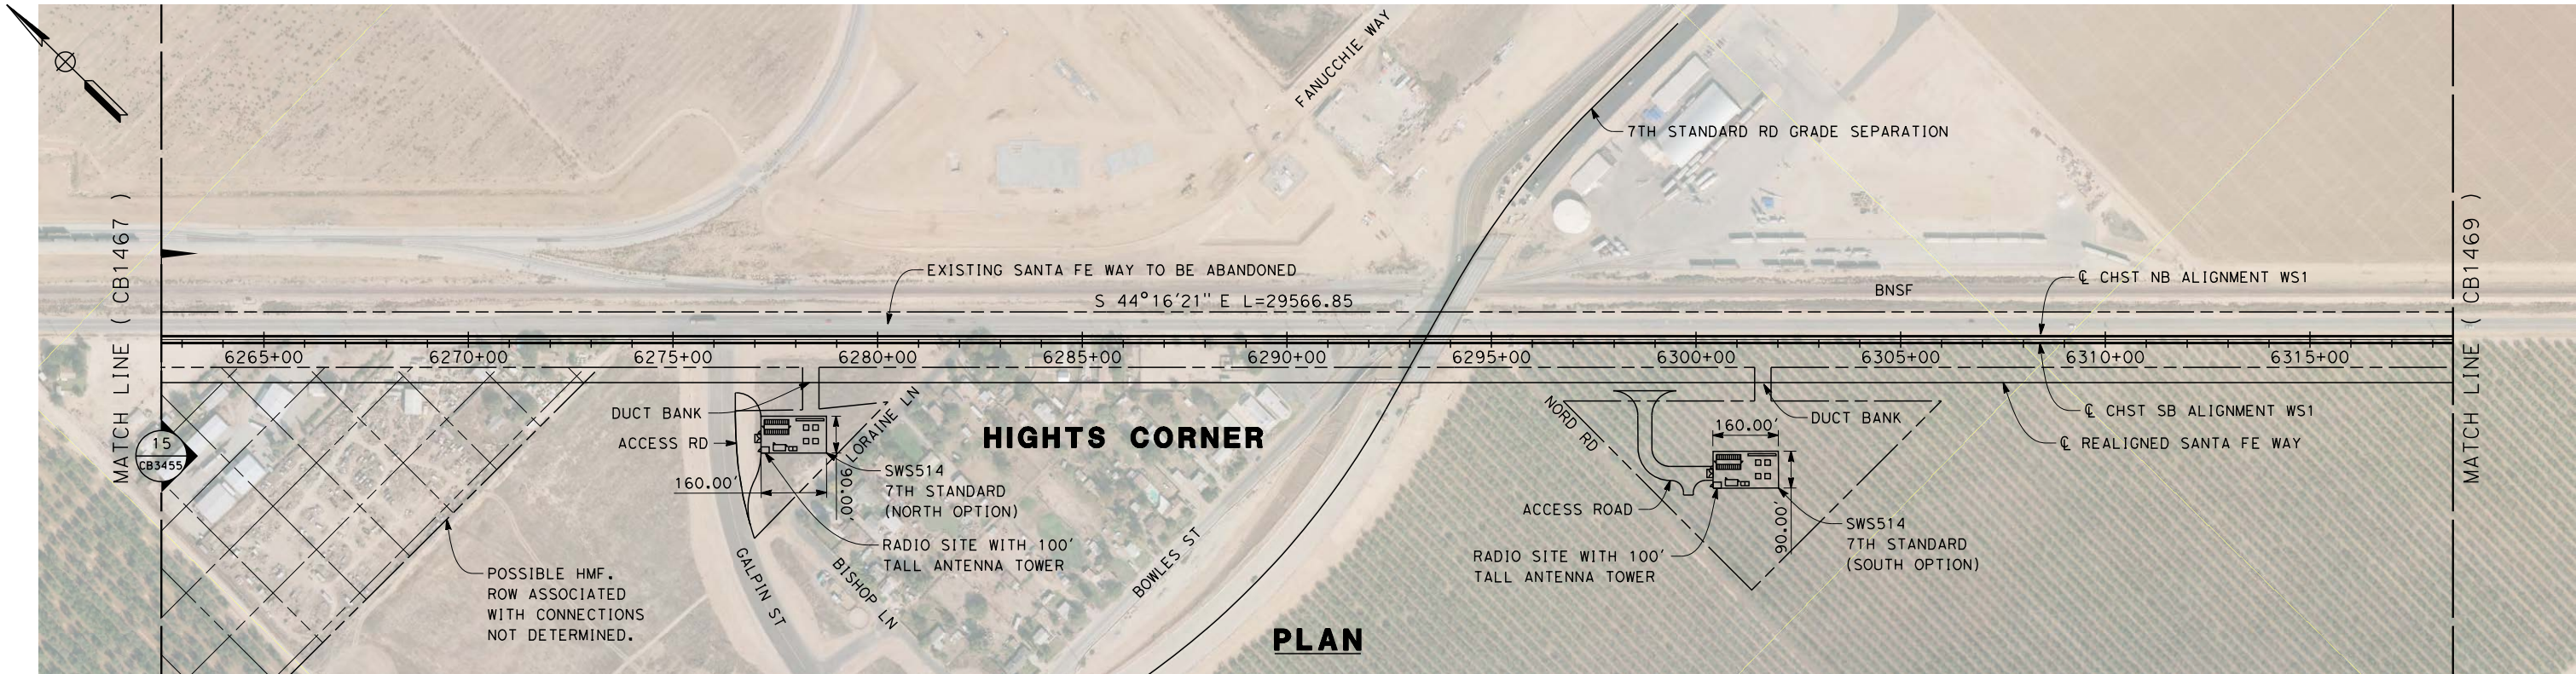 FANUCCHIE WAY
7TH STANDARD RD GRADE SEPARATION
MATCH LINE ( CB1467 )
EXISTING SANTA FE WAY TO BE ABANDONED
S 44°16'21" E L=29566.85
BNSF
℄ CHST NB ALIGNMENT WS1
MATCH LINE ( CB1469 )
6265+00
6270+00
6275+00
6280+00
6285+00
6290+00
6295+00
6300+00
6305+00
6310+00
6315+00
15
CB3455
DUCT BANK
ACCESS RD
160.00'
90.00'
LORAINE LN
HIGHTS CORNER
SWS514
7TH STANDARD
(NORTH OPTION)
RADIO SITE WITH 100'
TALL ANTENNA TOWER
POSSIBLE HMF.
ROW ASSOCIATED
WITH CONNECTIONS
NOT DETERMINED.
GALPIN ST
BISHOP LN
BOWLES ST
NORD RD
160.00'
90.00'
DUCT BANK
℄ CHST SB ALIGNMENT WS1
℄ REALIGNED SANTA FE WAY
ACCESS ROAD
RADIO SITE WITH 100'
TALL ANTENNA TOWER
SWS514
7TH STANDARD
(SOUTH OPTION)
PLAN